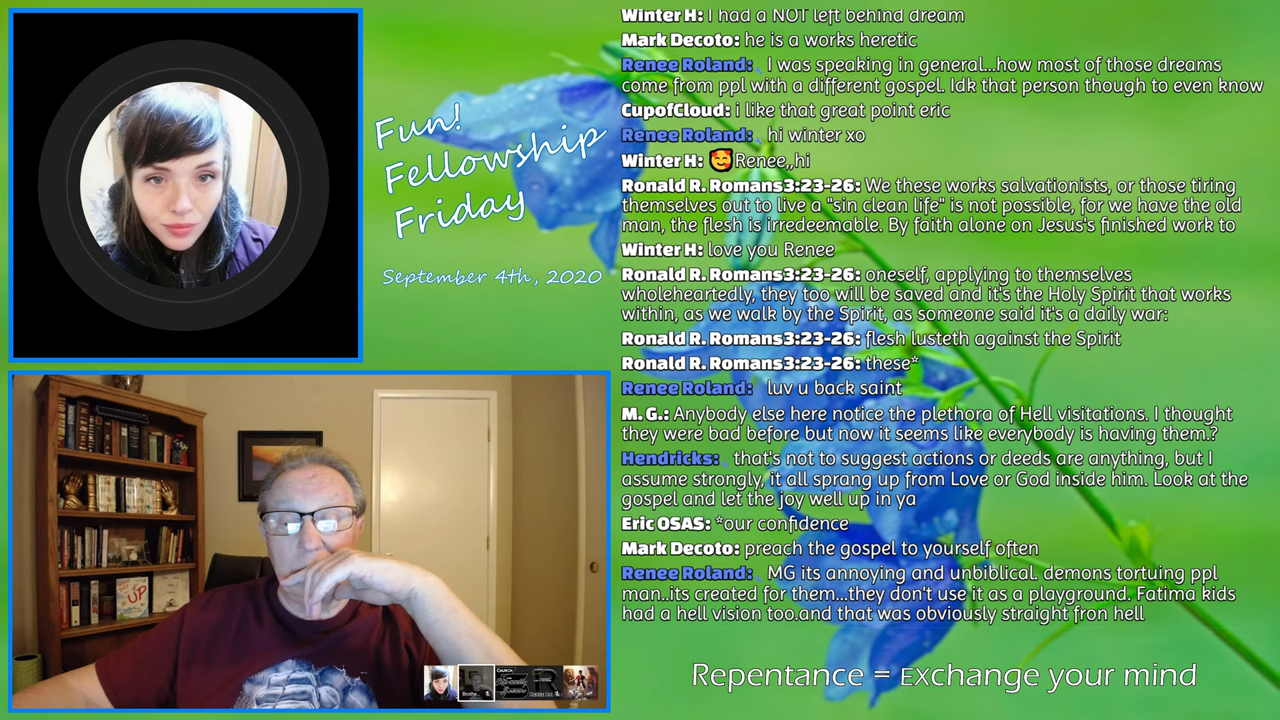 Fun!
Fellowship
Friday
September 4th, 2020
Winter H: I had a NOT left behind dream
Mark Decoto: he is a works heretic
Renee Roland: I was speaking in general...how most of those dreams
come from ppl with a different gospel. Idk that person though to even know
CupofCloud: i like that great point eric
Renee Roland: hi winter xo
Winter H: 🥰Renee,,hi
Ronald R. Romans3:23-26: We these works salvationists, or those tiring
themselves out to live a "sin clean life" is not possible, for we have the old
man, the flesh is irredeemable. By faith alone on Jesus's finished work to
Winter H: love you Renee
Ronald R. Romans3:23-26: oneself, applying to themselves
wholeheartedly, they too will be saved and it's the Holy Spirit that works
within, as we walk by the Spirit, as someone said it's a daily war:
Ronald R. Romans3:23-26: flesh lusteth against the Spirit
Ronald R. Romans3:23-26: these*
Renee Roland: luv u back saint
M. G.: Anybody else here notice the plethora of Hell visitations. I thought
they were bad before but now it seems like everybody is having them.?
Hendricks: that's not to suggest actions or deeds are anything, but I
assume strongly, it all sprang up from Love or God inside him. Look at the
gospel and let the joy well up in ya
Eric OSAS: *our confidence
Mark Decoto: preach the gospel to yourself often
Renee Roland: MG its annoying and unbiblical. demons tortuing ppl
man..its created for them...they don't use it as a playground. Fatima kids
had a hell vision too.and that was obviously straight fron hell
Repentance = EXchange your mind
UP
Brothe...
CHURCH